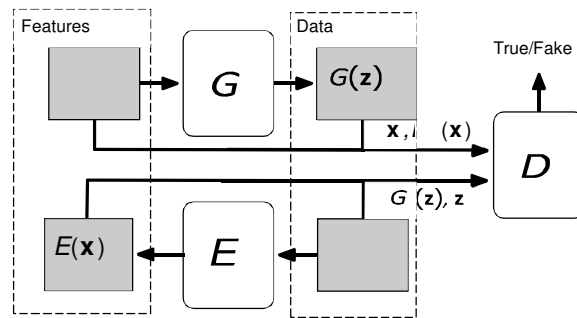 Features
Data
True/Fake
G
G(z)
x, (x)
D
G (z), z
E(x)
E